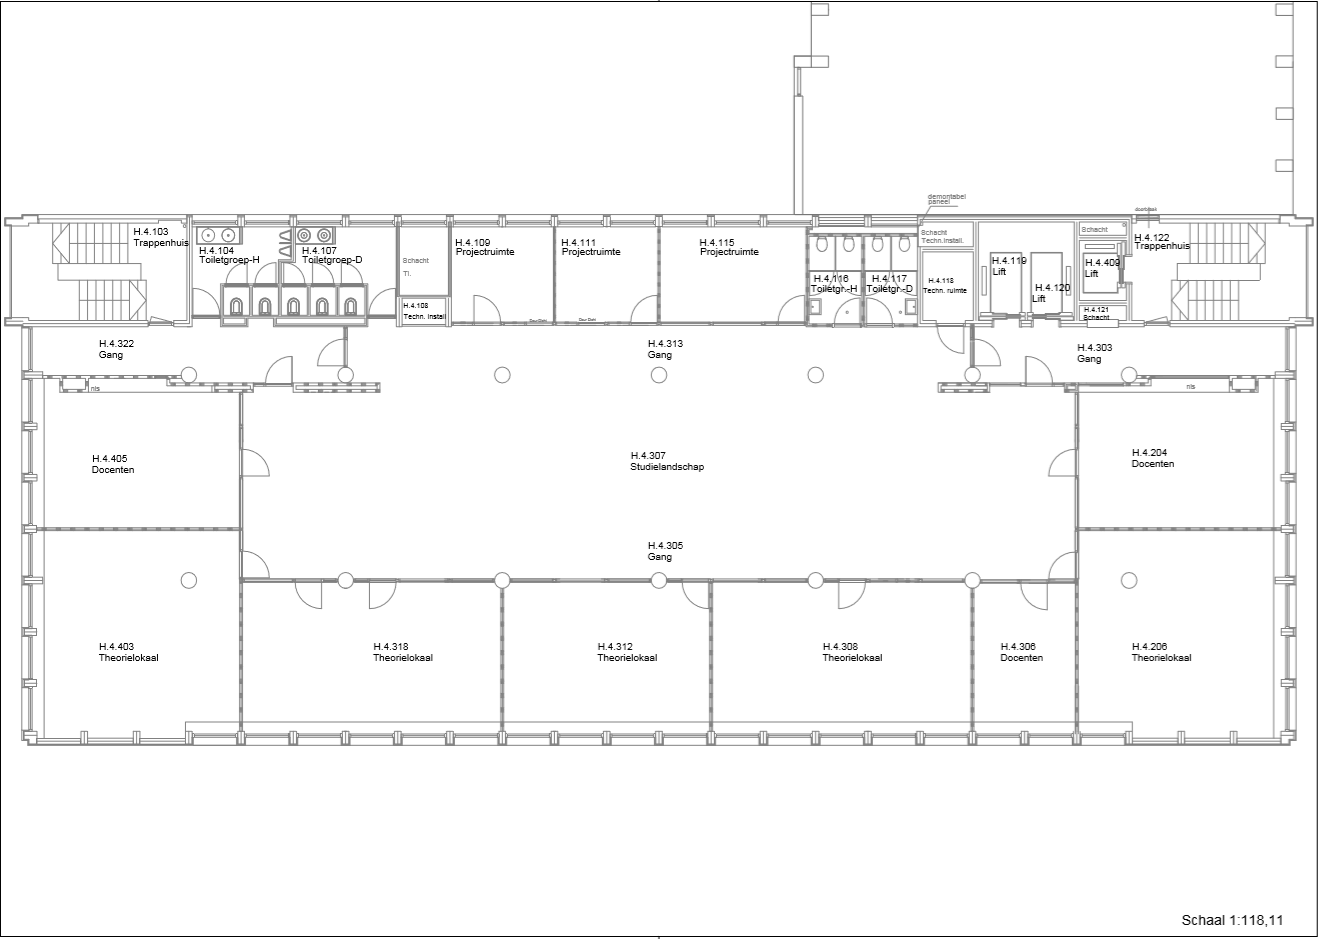 demontabel
paneel
doorbraak
H.4.103
Trappenhuis
H.4.104
Toiletgroep-H
H.4.107
Toiletgroep-D
Schacht
TI.
H.4.108
Techn. Install
H.4.109
Projectruimte
H.4.111
Projectruimte
H.4.115
Projectruimte
H.4.116
Toiletgr.-H
H.4.117
Toiletgr.-D
Schacht
Techn.Install.
H.4.118
Techn. ruimte
H.4.119
Lift
H.4.120
Lift
Schacht
H.4.409
Lift
H.4.121
Schacht
H.4.122
Trappenhuis
H.4.322
Gang
H.4.313
Gang
H.4.303
Gang
nis
nis
H.4.405
Docenten
H.4.307
Studielandschap
H.4.204
Docenten
H.4.305
Gang
H.4.403
Theorielokaal
H.4.318
Theorielokaal
H.4.312
Theorielokaal
H.4.308
Theorielokaal
H.4.306
Docenten
H.4.206
Theorielokaal
Schaal 1:118,11